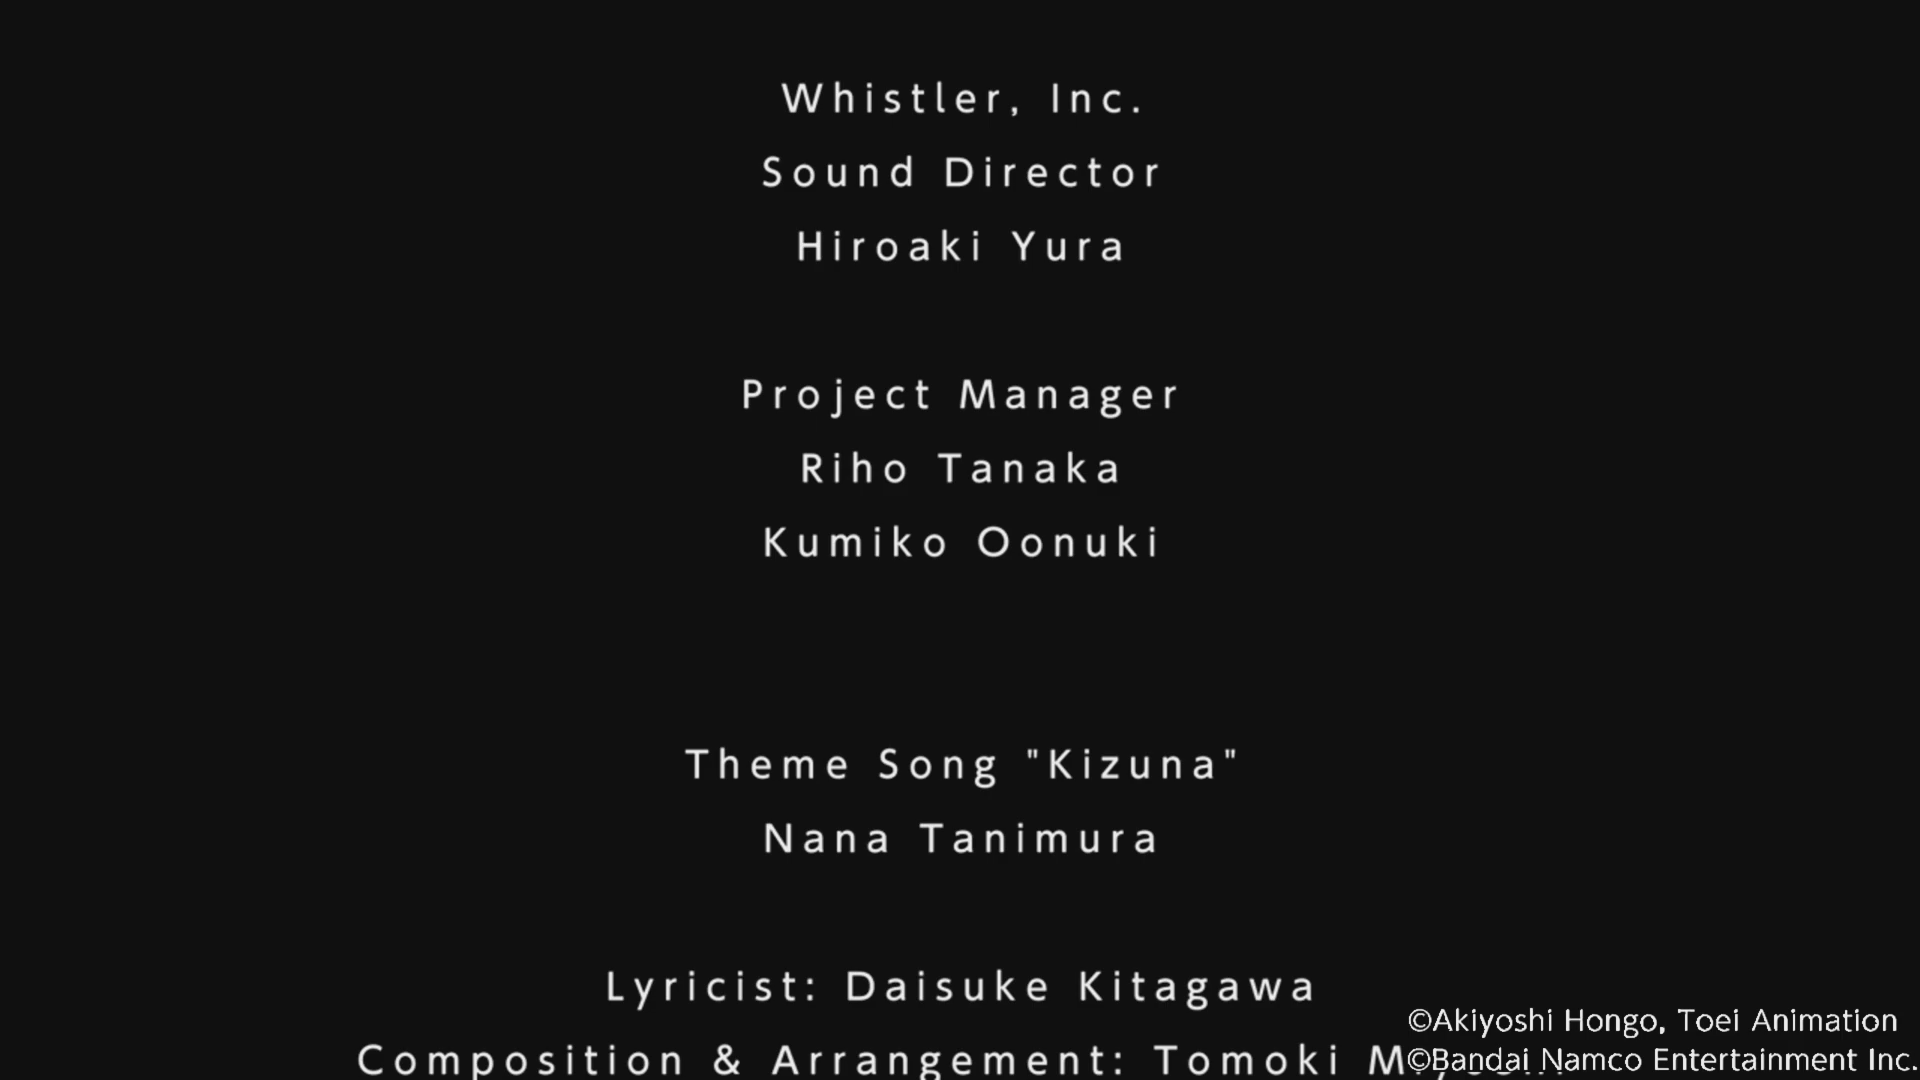 Whistler, Inc.
Sound Director
Hiroaki Yura
Project Manager
Riho Tanaka
Kumiko Oonuki
Theme Song "Kizuna"
Nana Tanimura
Lyricist: Daisuke Kitagawa
Composition & Arrangement: Tomoki
©Akiyoshi Hongo, Toei Animation
©Bandai Namco Entertainment Inc.